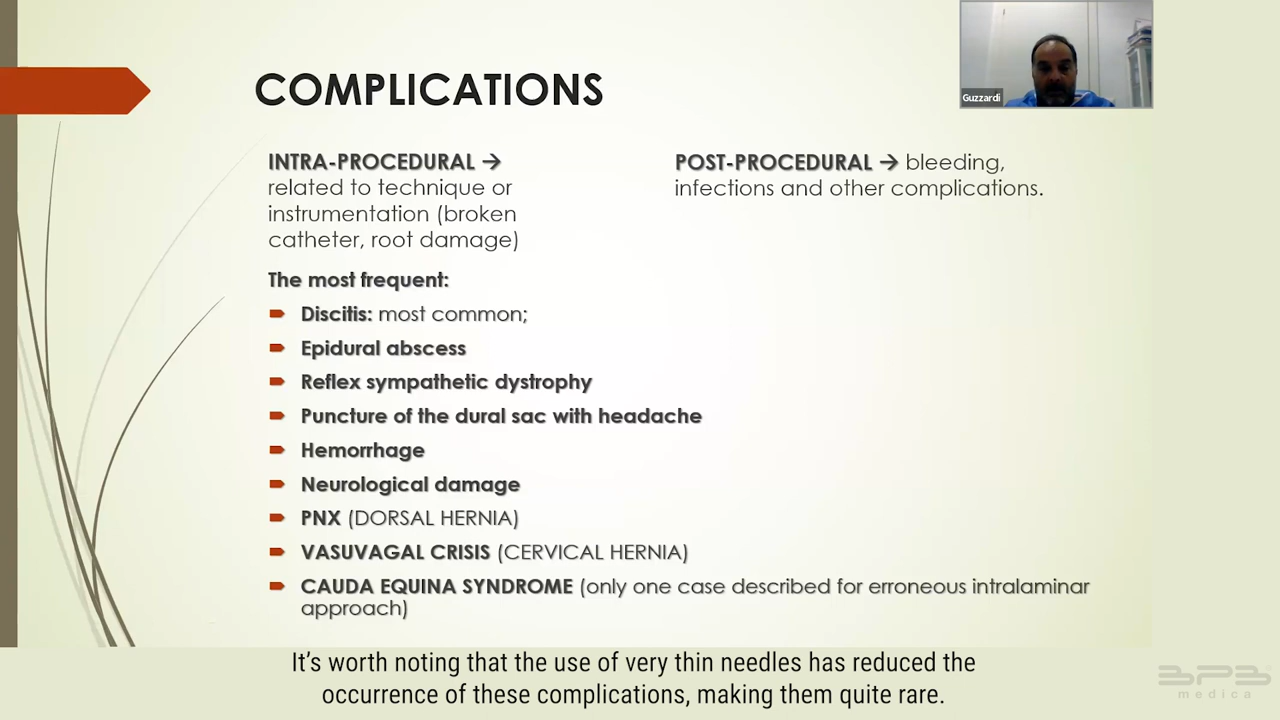 COMPLICATIONS
Guzzardi
INTRA-PROCEDURAL →
related to technique or
instrumentation (broken
catheter, root damage)
POST-PROCEDURAL → bleeding,
infections and other complications.
The most frequent:
Discitis: most common;
Epidural abscess
Reflex sympathetic dystrophy
Puncture of the dural sac with headache
Hemorrhage
Neurological damage
PNX (DORSAL HERNIA)
VASUVAGAL CRISIS (CERVICAL HERNIA)
CAUDA EQUINA SYNDROME (only one case described for erroneous intralaminar
approach)
It's worth noting that the use of very thin needles has reduced the
occurrence of these complications, making them quite rare.
BPB
medica